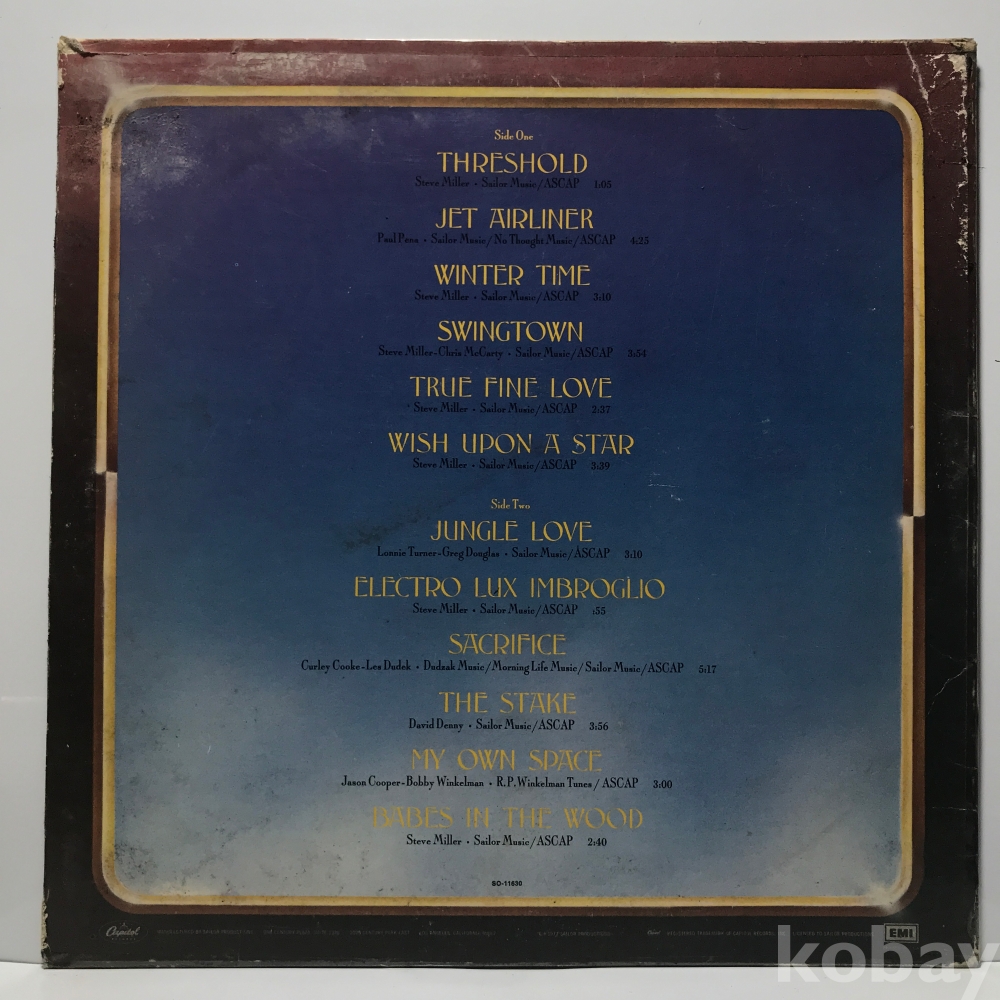 Side One
THRESHOLD
Steve Miller • Sailor Music/ASCAP 1:05
JET AIRLINER
Paul Pena • Sailor Music/No Thought Music/ASCAP 4:25
WINTER TIME
Steve Miller • Sailor Music/ASCAP 3:10
SWINGTOWN
Steve Miller-Chris McCarty • Sailor Music/ASCAP 3:54
TRUE FINE LOVE
Steve Miller • Sailor Music/ASCAP 2:37
WISH UPON A STAR
Steve Miller • Sailor Music/ASCAP 3:39
Side Two
JUNGLE LOVE
Lonnie Turner-Greg Douglas • Sailor Music/ASCAP 3:10
ELECTRO LUX IMBROGLIO
Steve Miller • Sailor Music/ASCAP :55
SACRIFICE
Curley Cooke-Les Dudek • Dudzak Music/Morning Life Music/Sailor Music/ASCAP 5:17
THE STAKE
David Denny • Sailor Music/ASCAP 3:56
MY OWN SPACE
Jason Cooper-Bobby Winkelman • R.P. Winkelman Tunes/ASCAP 3:00
BABES IN THE WOOD
Steve Miller • Sailor Music/ASCAP 2:40
SO-11630
Capitol
EMI
kobay